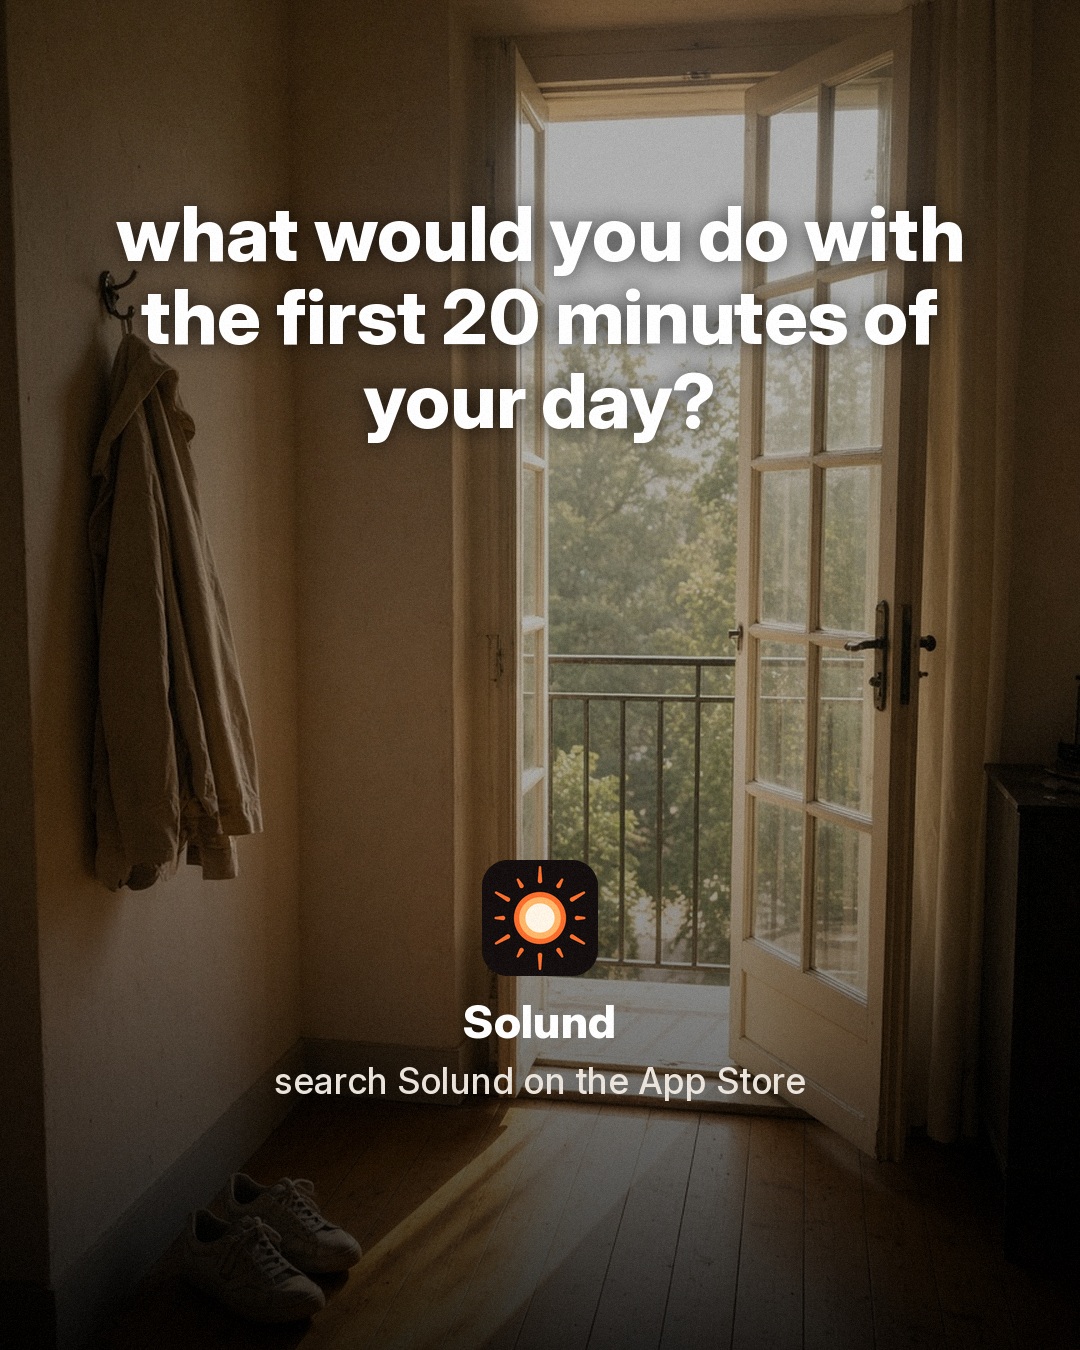 what would you do with
the first 20 minutes of
your day?
Solund
search Solund on the App Store